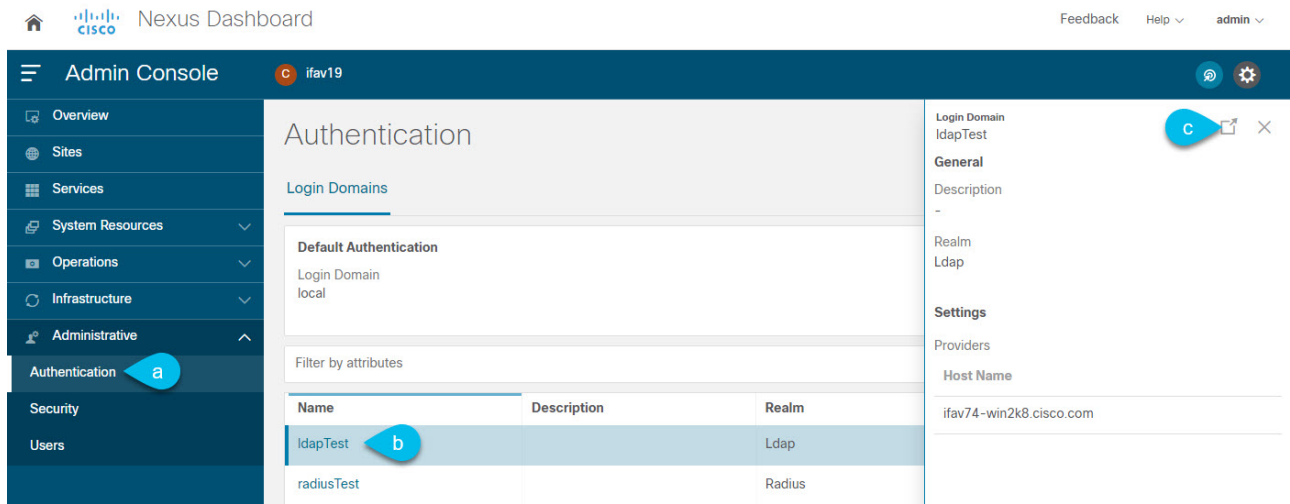 CISCO Nexus Dashboard Feedback Help admin
Admin Console C ifav19
Overview
Sites
Services
System Resources
Operations
Infrastructure
Administrative
Authentication a
Security
Users
Authentication
Login Domains
Default Authentication
Login Domain
local
Filter by attributes
Name Description Realm
ldapTest b Ldap
radiusTest Radius
Login Domain
ldapTest c
General
Description
-
Realm
Ldap
Settings
Providers
Host Name
ifav74-win2k8.cisco.com